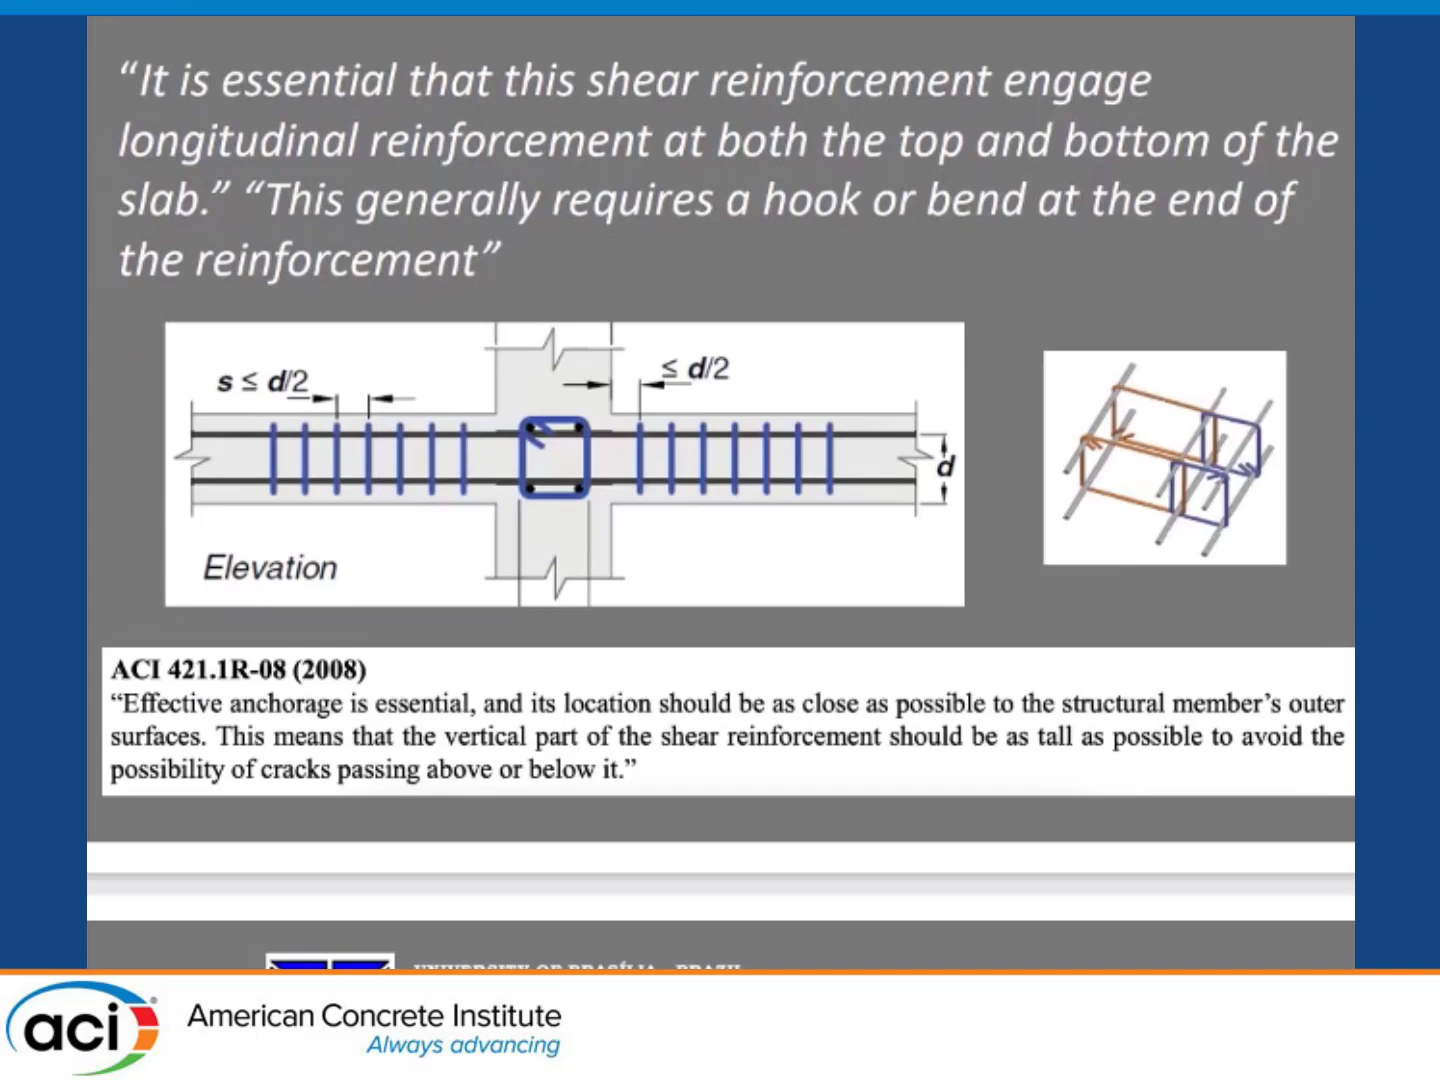 “It is essential that this shear reinforcement engage
longitudinal reinforcement at both the top and bottom of the
slab.” “This generally requires a hook or bend at the end of
the reinforcement”
s ≤ d/2
≤ d/2
d
Elevation
ACI 421.1R-08 (2008)
“Effective anchorage is essential, and its location should be as close as possible to the structural member’s outer
surfaces. This means that the vertical part of the shear reinforcement should be as tall as possible to avoid the
possibility of cracks passing above or below it.”
UNIVERSITY OF BRASÍLIA - BRAZIL
aci®
American Concrete Institute
Always advancing